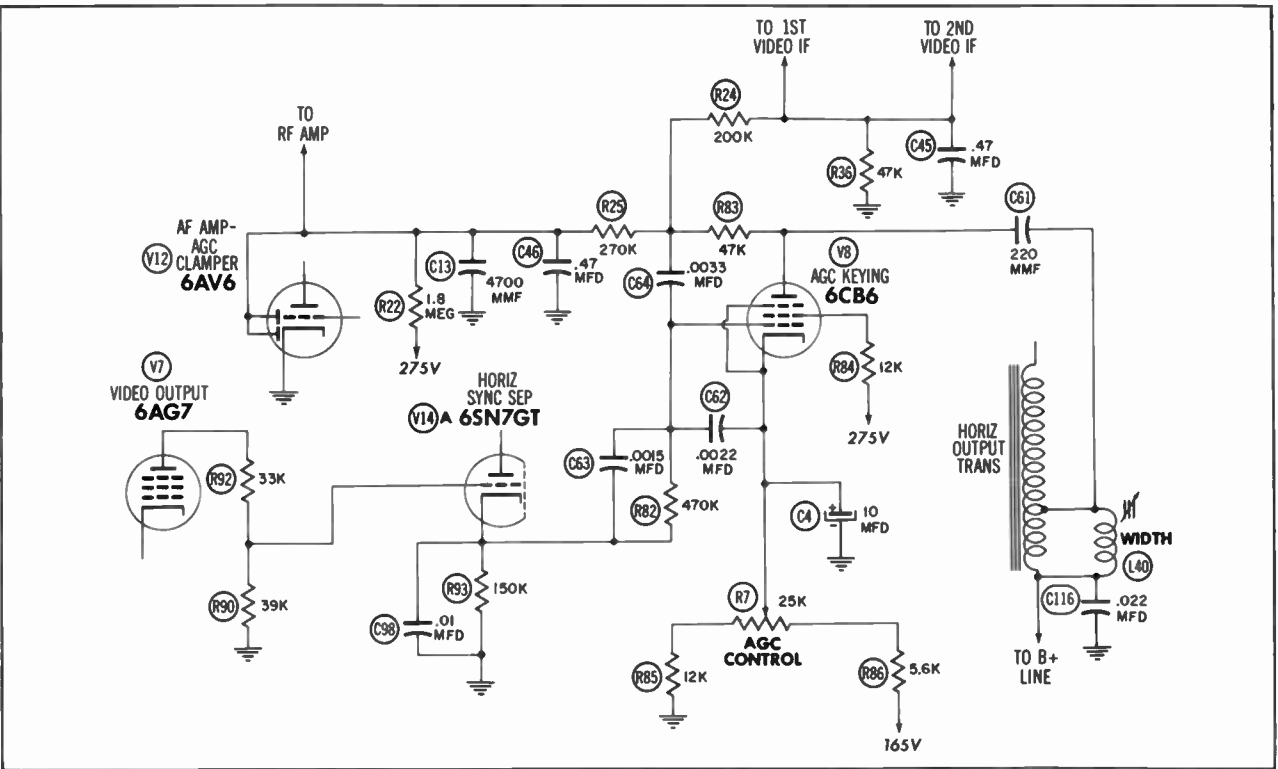 TO 1ST
VIDEO IF
TO 2ND
VIDEO IF
TO
RF AMP
R24
200K
R36
47K
C45
.47
MFD
AF AMP-
AGC
CLAMPER
6AV6
V12
R25
270K
R83
47K
C61
220
MMF
R22
1.8
MEG
275V
C13
4700
MMF
C46
.47
MFD
C64
.0033
MFD
V8
AGC KEYING
6CB6
R84
12K
275V
V7
VIDEO OUTPUT
6AG7
HORIZ
SYNC SEP
V14 A 6SN7GT
C62
.0022
MFD
C63
.0015
MFD
R82
470K
R92
33K
R90
39K
C4
+
-
10
MFD
HORIZ
OUTPUT
TRANS
WIDTH
L40
C116
.022
MFD
TO B+
LINE
R93
150K
C98
.01
MFD
R7
25K
AGC
CONTROL
R85
12K
R86
5.6K
165V